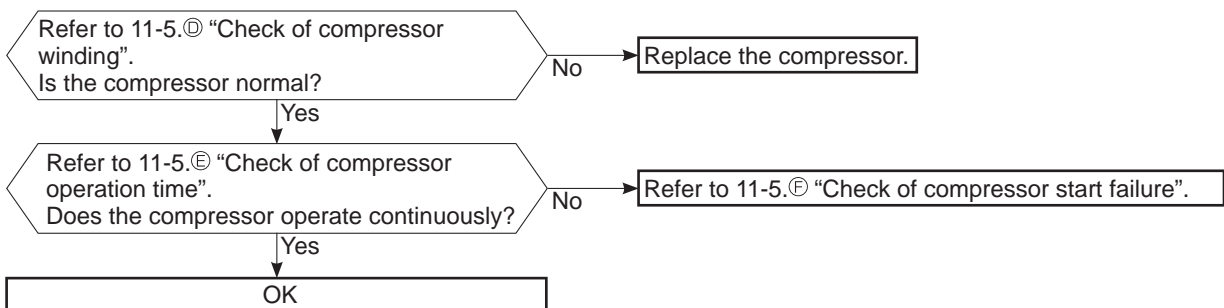 Refer to 11-5.Ⓓ “Check of compressor
winding”.
Is the compressor normal?
No
Replace the compressor.
Yes
Refer to 11-5.Ⓔ “Check of compressor
operation time”.
Does the compressor operate continuously?
No
Refer to 11-5.Ⓕ “Check of compressor start failure”.
Yes
OK